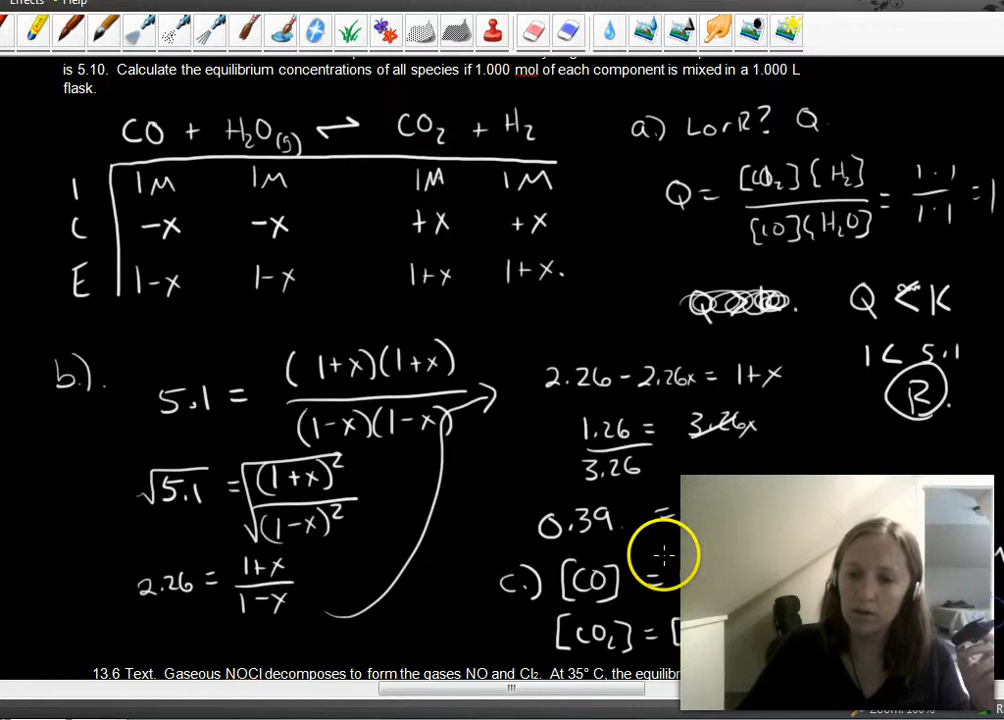 Effects Help
is 5.10. Calculate the equilibrium concentrations of all species if 1.000 mol of each component is mixed in a 1.000 L
flask.
CO + H₂O(g) ⇌ CO₂ + H₂
I 1M 1M 1M 1M
C -x -x +x +x
E 1-x 1-x 1+x 1+x.
a.) L or R? Q
Q = [CO₂][H₂] / [CO][H₂O] = 1·1 / 1·1 = 1
Q < K
1 < 5.1
R.
b.). 5.1 = (1+x)(1+x) / (1-x)(1-x)
√5.1 = √(1+x)² / √(1-x)²
2.26 = 1+x / 1-x
2.26 - 2.26x = 1+x
1.26 / 3.26 = 3.26x
0.39 =
c.) [CO] =
[CO₂] = [
13.6 Text. Gaseous NOCl decomposes to form the gases NO and Cl₂. At 35° C, the equilib